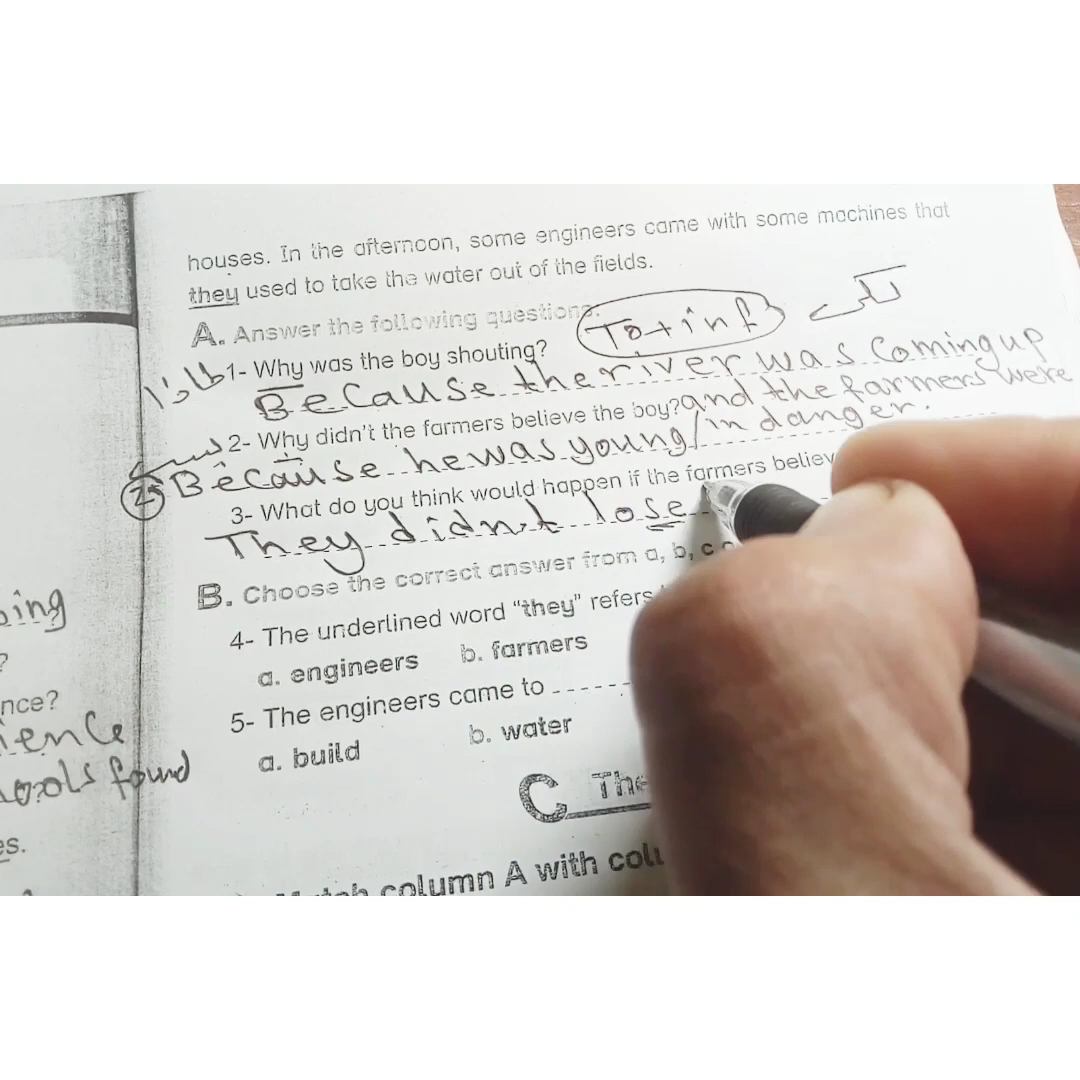 houses. In the afternoon, some engineers came with some machines that
they used to take the water out of the fields.
A. Answer the following questions.
To + inf
لكي
لماذا
1- Why was the boy shouting?
Because the river was coming up
and the farmers were
in danger.
2- Why didn't the farmers believe the boy?
Because he was young
3- What do you think would happen if the farmers believ
They didn't lose
B. Choose the correct answer from a, b, c
4- The underlined word "they" refers
a. engineers b. farmers
5- The engineers came to
a. build b. water
C The
column A with colu
?
nce?
found
es.